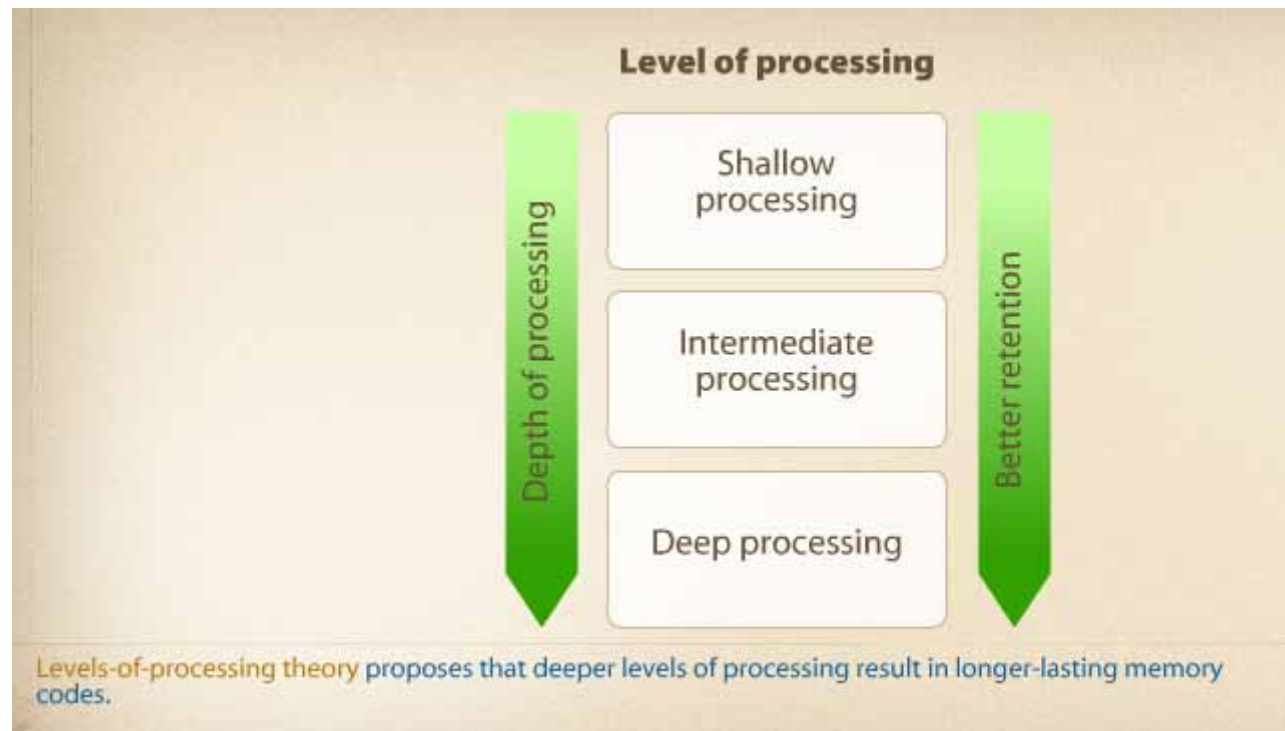 Level of processing
Depth of processing
Shallow
processing
Intermediate
processing
Deep processing
Better retention
Levels-of-processing theory proposes that deeper levels of processing result in longer-lasting memory
codes.